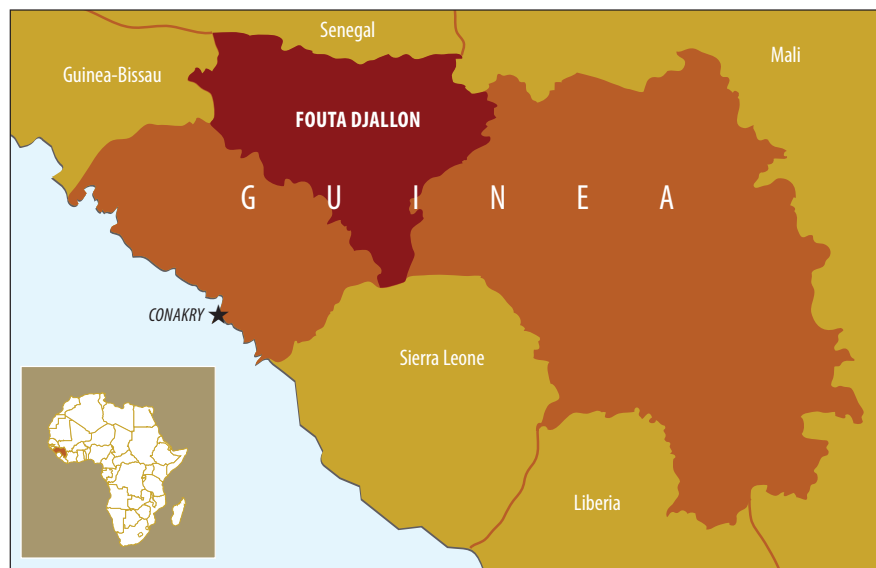 Senegal
Mali
Guinea-Bissau
FOUTA DJALLON
G U I N E A
CONAKRY
Sierra Leone
Liberia